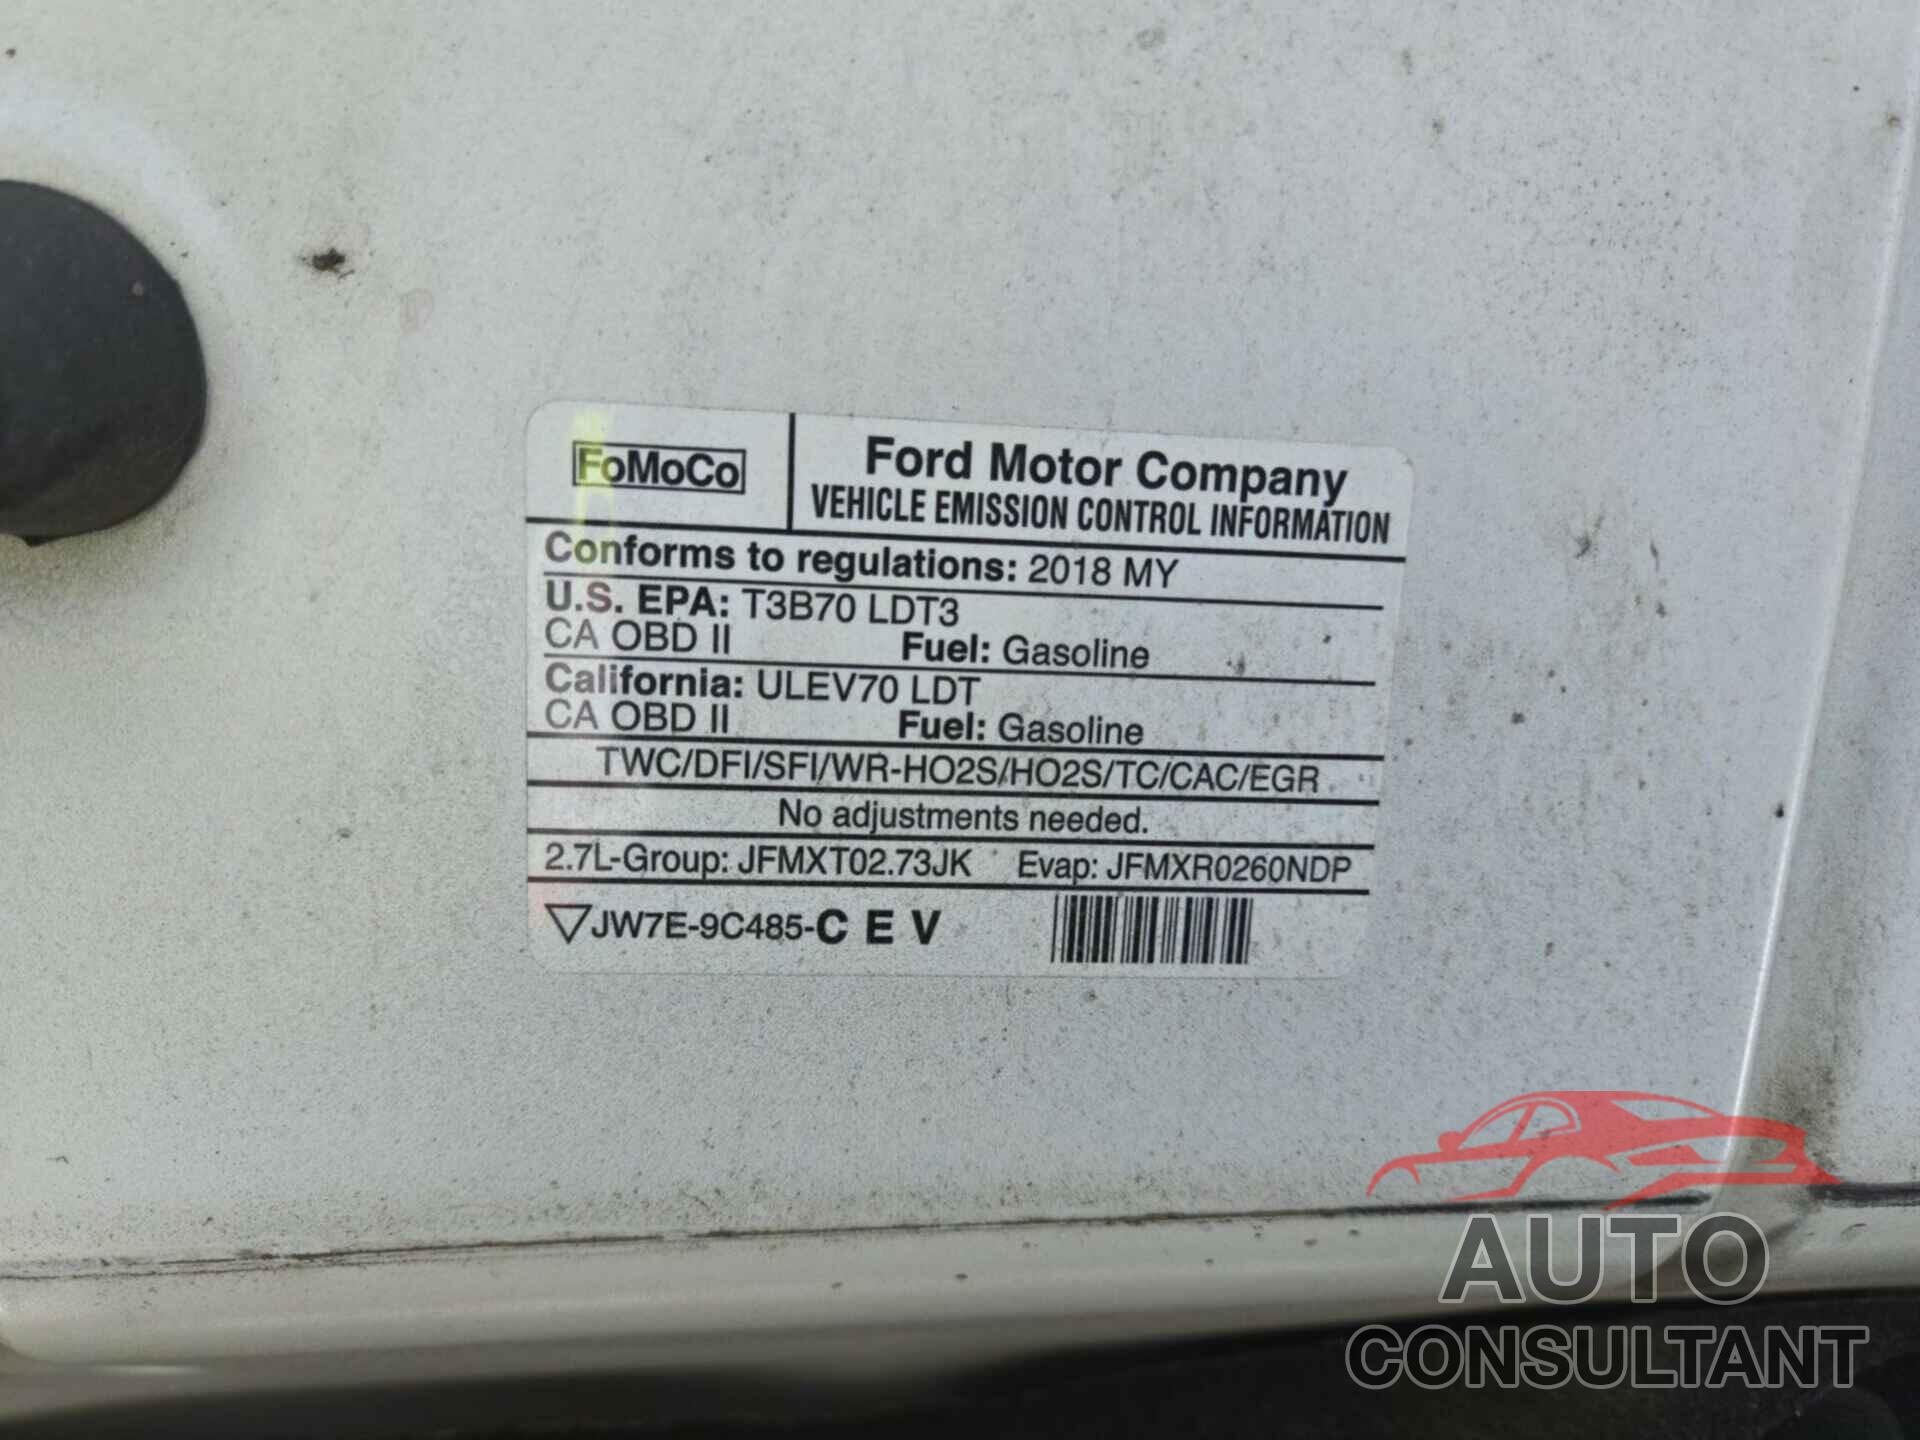 FoMoCo
Ford Motor Company
VEHICLE EMISSION CONTROL INFORMATION
Conforms to regulations: 2018 MY
U.S. EPA: T3B70 LDT3
CA OBD II Fuel: Gasoline
California: ULEV70 LDT
CA OBD II Fuel: Gasoline
TWC/DFI/SFI/WR-HO2S/HO2S/TC/CAC/EGR
No adjustments needed.
2.7L-Group: JFMXT02.73JK Evap: JFMXR0260NDP
JW7E-9C485-C E V
AUTO
CONSULTANT